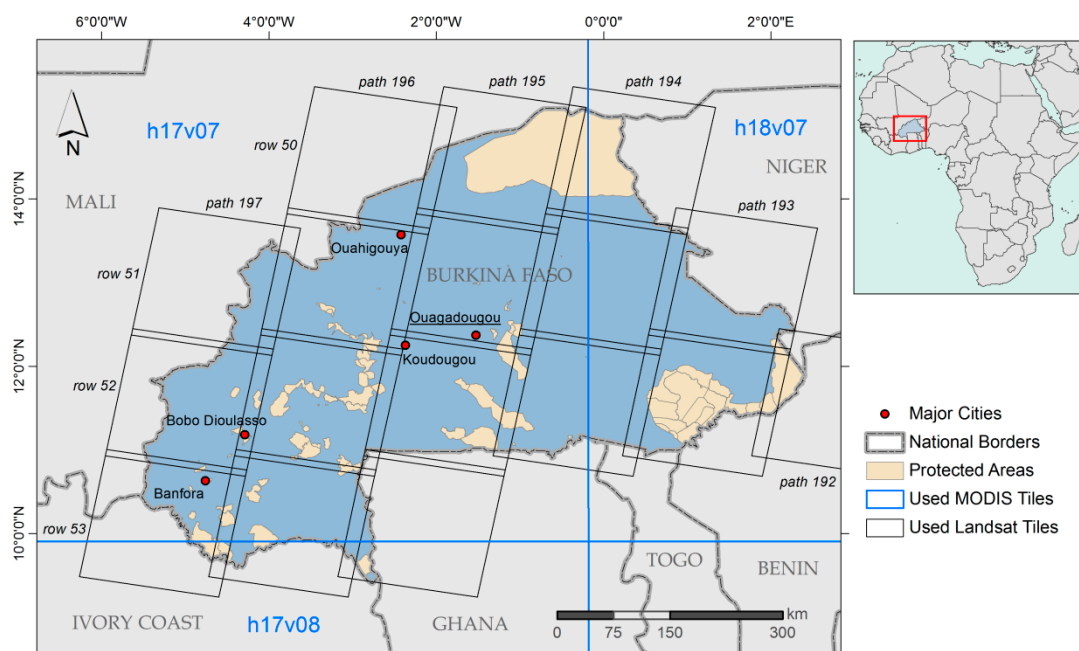 6°0'0"W
4°0'0"W
2°0'0"W
0°0'0"
2°0'0"E
path 196
path 195
path 194
h17v07
h18v07
N
row 50
NIGER
14°0'0"N
MALI
path 197
path 193
Ouahigouya
row 51
BURKINA FASO
Ouagadougou
Koudougou
12°0'0"N
row 52
Bobo Dioulasso
Banfora
path 192
row 53
10°0'0"N
TOGO
BENIN
IVORY COAST
h17v08
GHANA
km
0
75
150
300
Major Cities
National Borders
Protected Areas
Used MODIS Tiles
Used Landsat Tiles